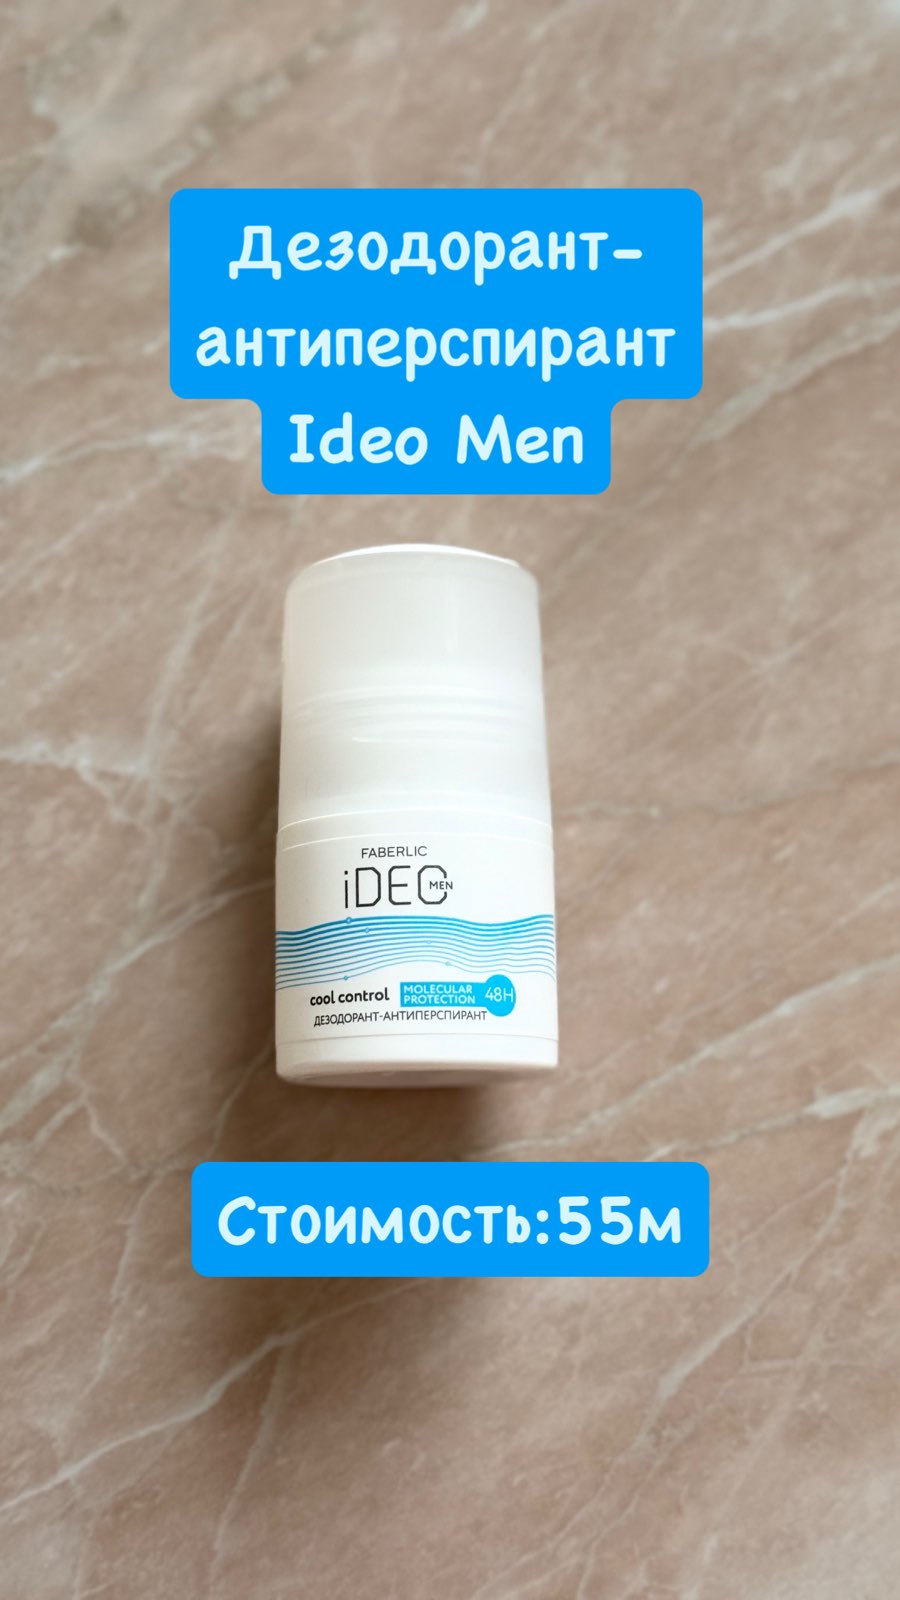 Дезодорант-
антиперспирант
Ideo Men
FABERLIC
iDEO MEN
cool control
MOLECULAR
PROTECTION
48H
ДЕЗОДОРАНТ-АНТИПЕРСПИРАНТ
Стоимость:55м